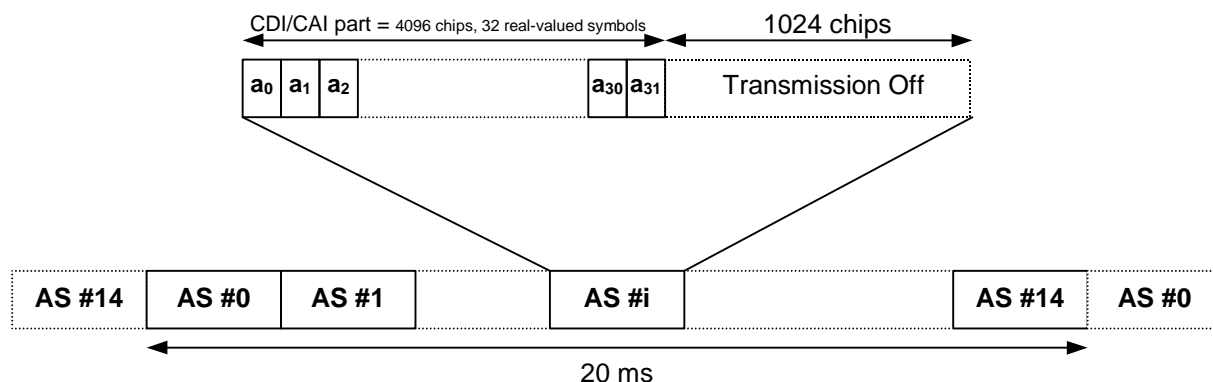 CDI/CAI part = 4096 chips, 32 real-valued symbols
1024 chips
a0 a1 a2 a30 a31 Transmission Off
AS #14 AS #0 AS #1 AS #i AS #14 AS #0
20 ms